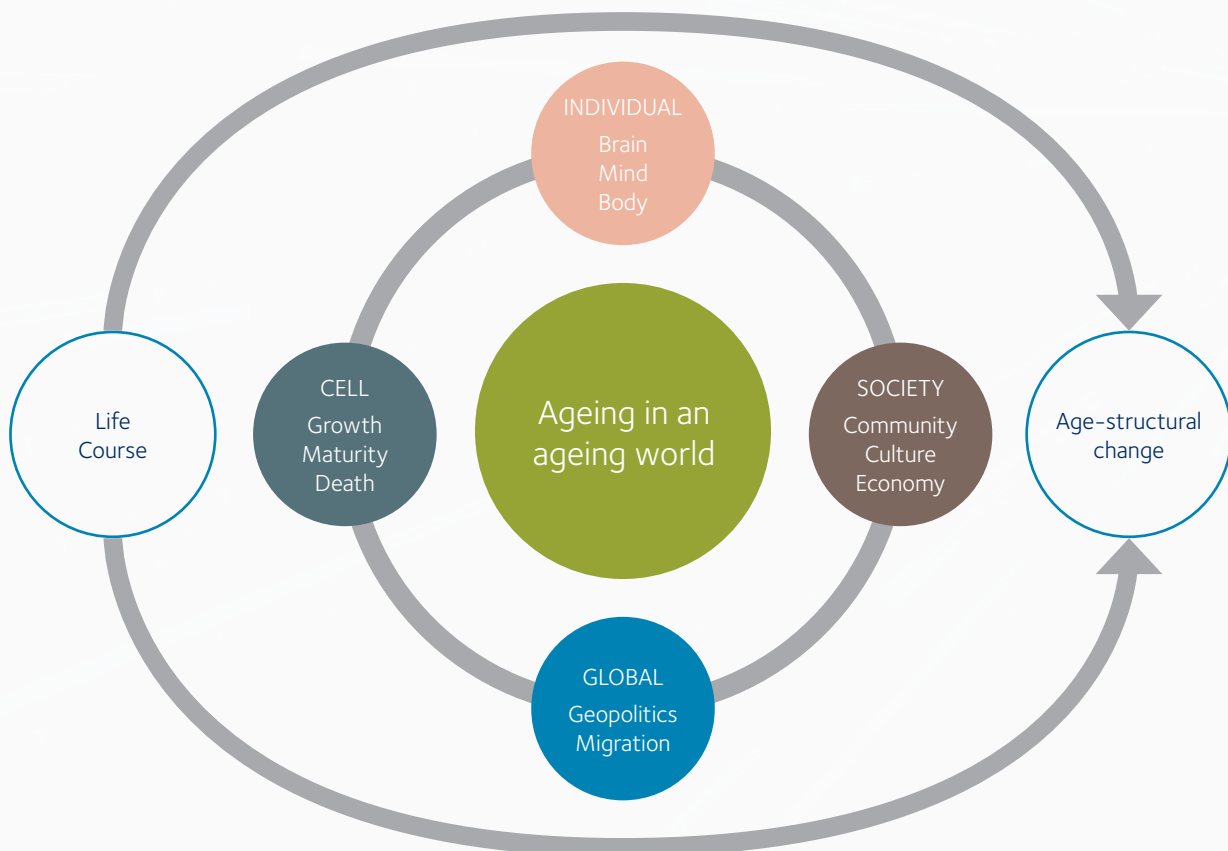 INDIVIDUAL
Brain
Mind
Body
Life
Course
CELL
Growth
Maturity
Death
Ageing in an
ageing world
SOCIETY
Community
Culture
Economy
Age-structural
change
GLOBAL
Geopolitics
Migration